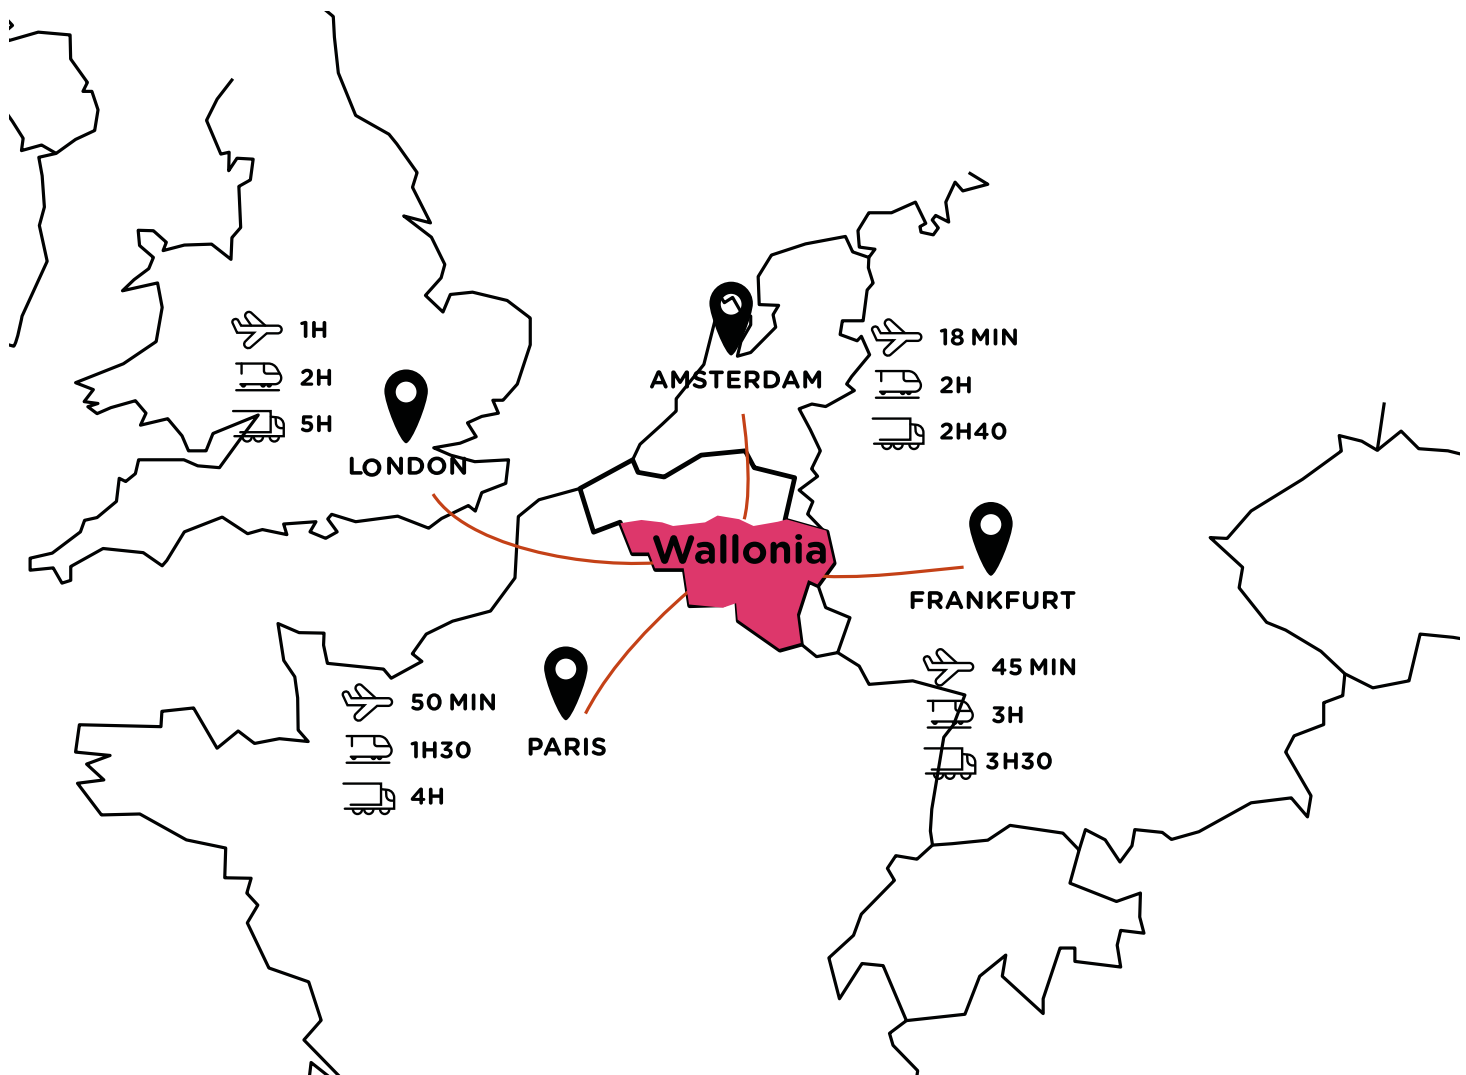 1H
2H
5H
LONDON
AMSTERDAM
18 MIN
2H
2H40
Wallonia
FRANKFURT
45 MIN
3H
3H30
50 MIN
1H30
4H
PARIS